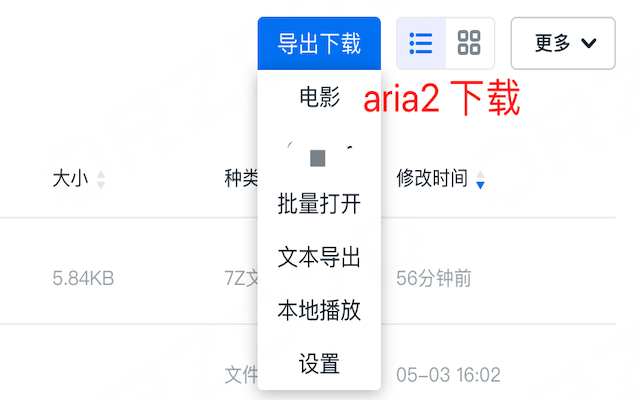 导出下载
更多
电影
aria2 下载
大小
种类
修改时间
批量打开
文本导出
5.84KB
7Z文
56分钟前
本地播放
设置
文件
05-03 16:02